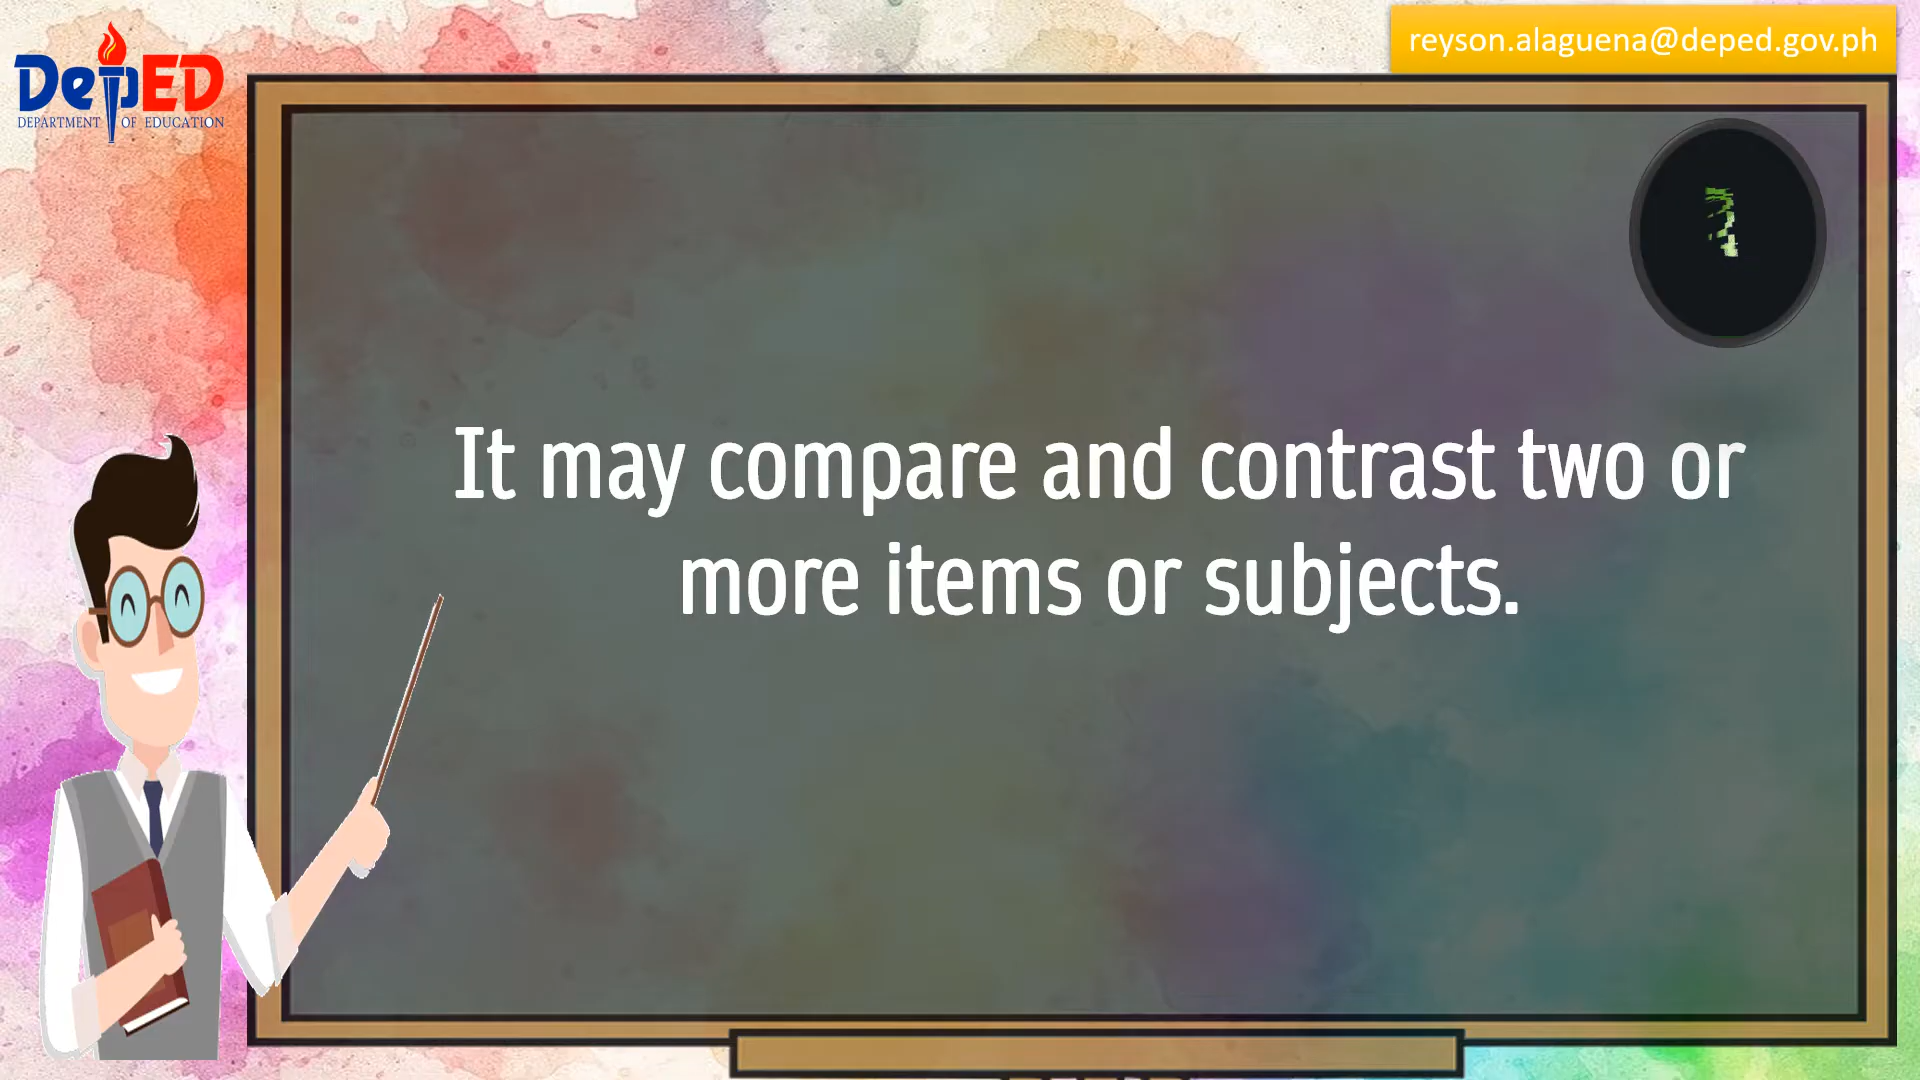 DepED
DEPARTMENT OF EDUCATION
reyson.alaguena@deped.gov.ph
It may compare and contrast two or
more items or subjects.